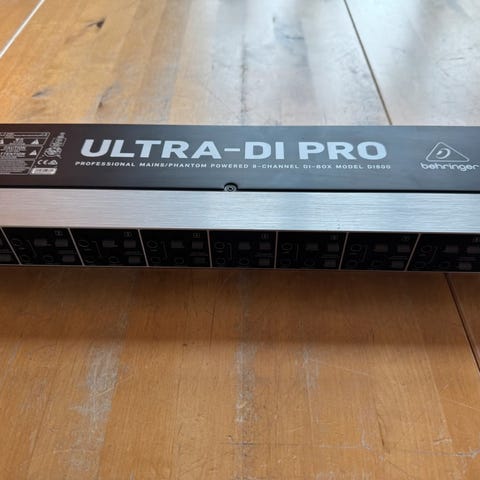 ULTRA-DI PRO
PROFESSIONAL MAINS/PHANTOM POWERED 8-CHANNEL DI-BOX MODEL DI800
behringer